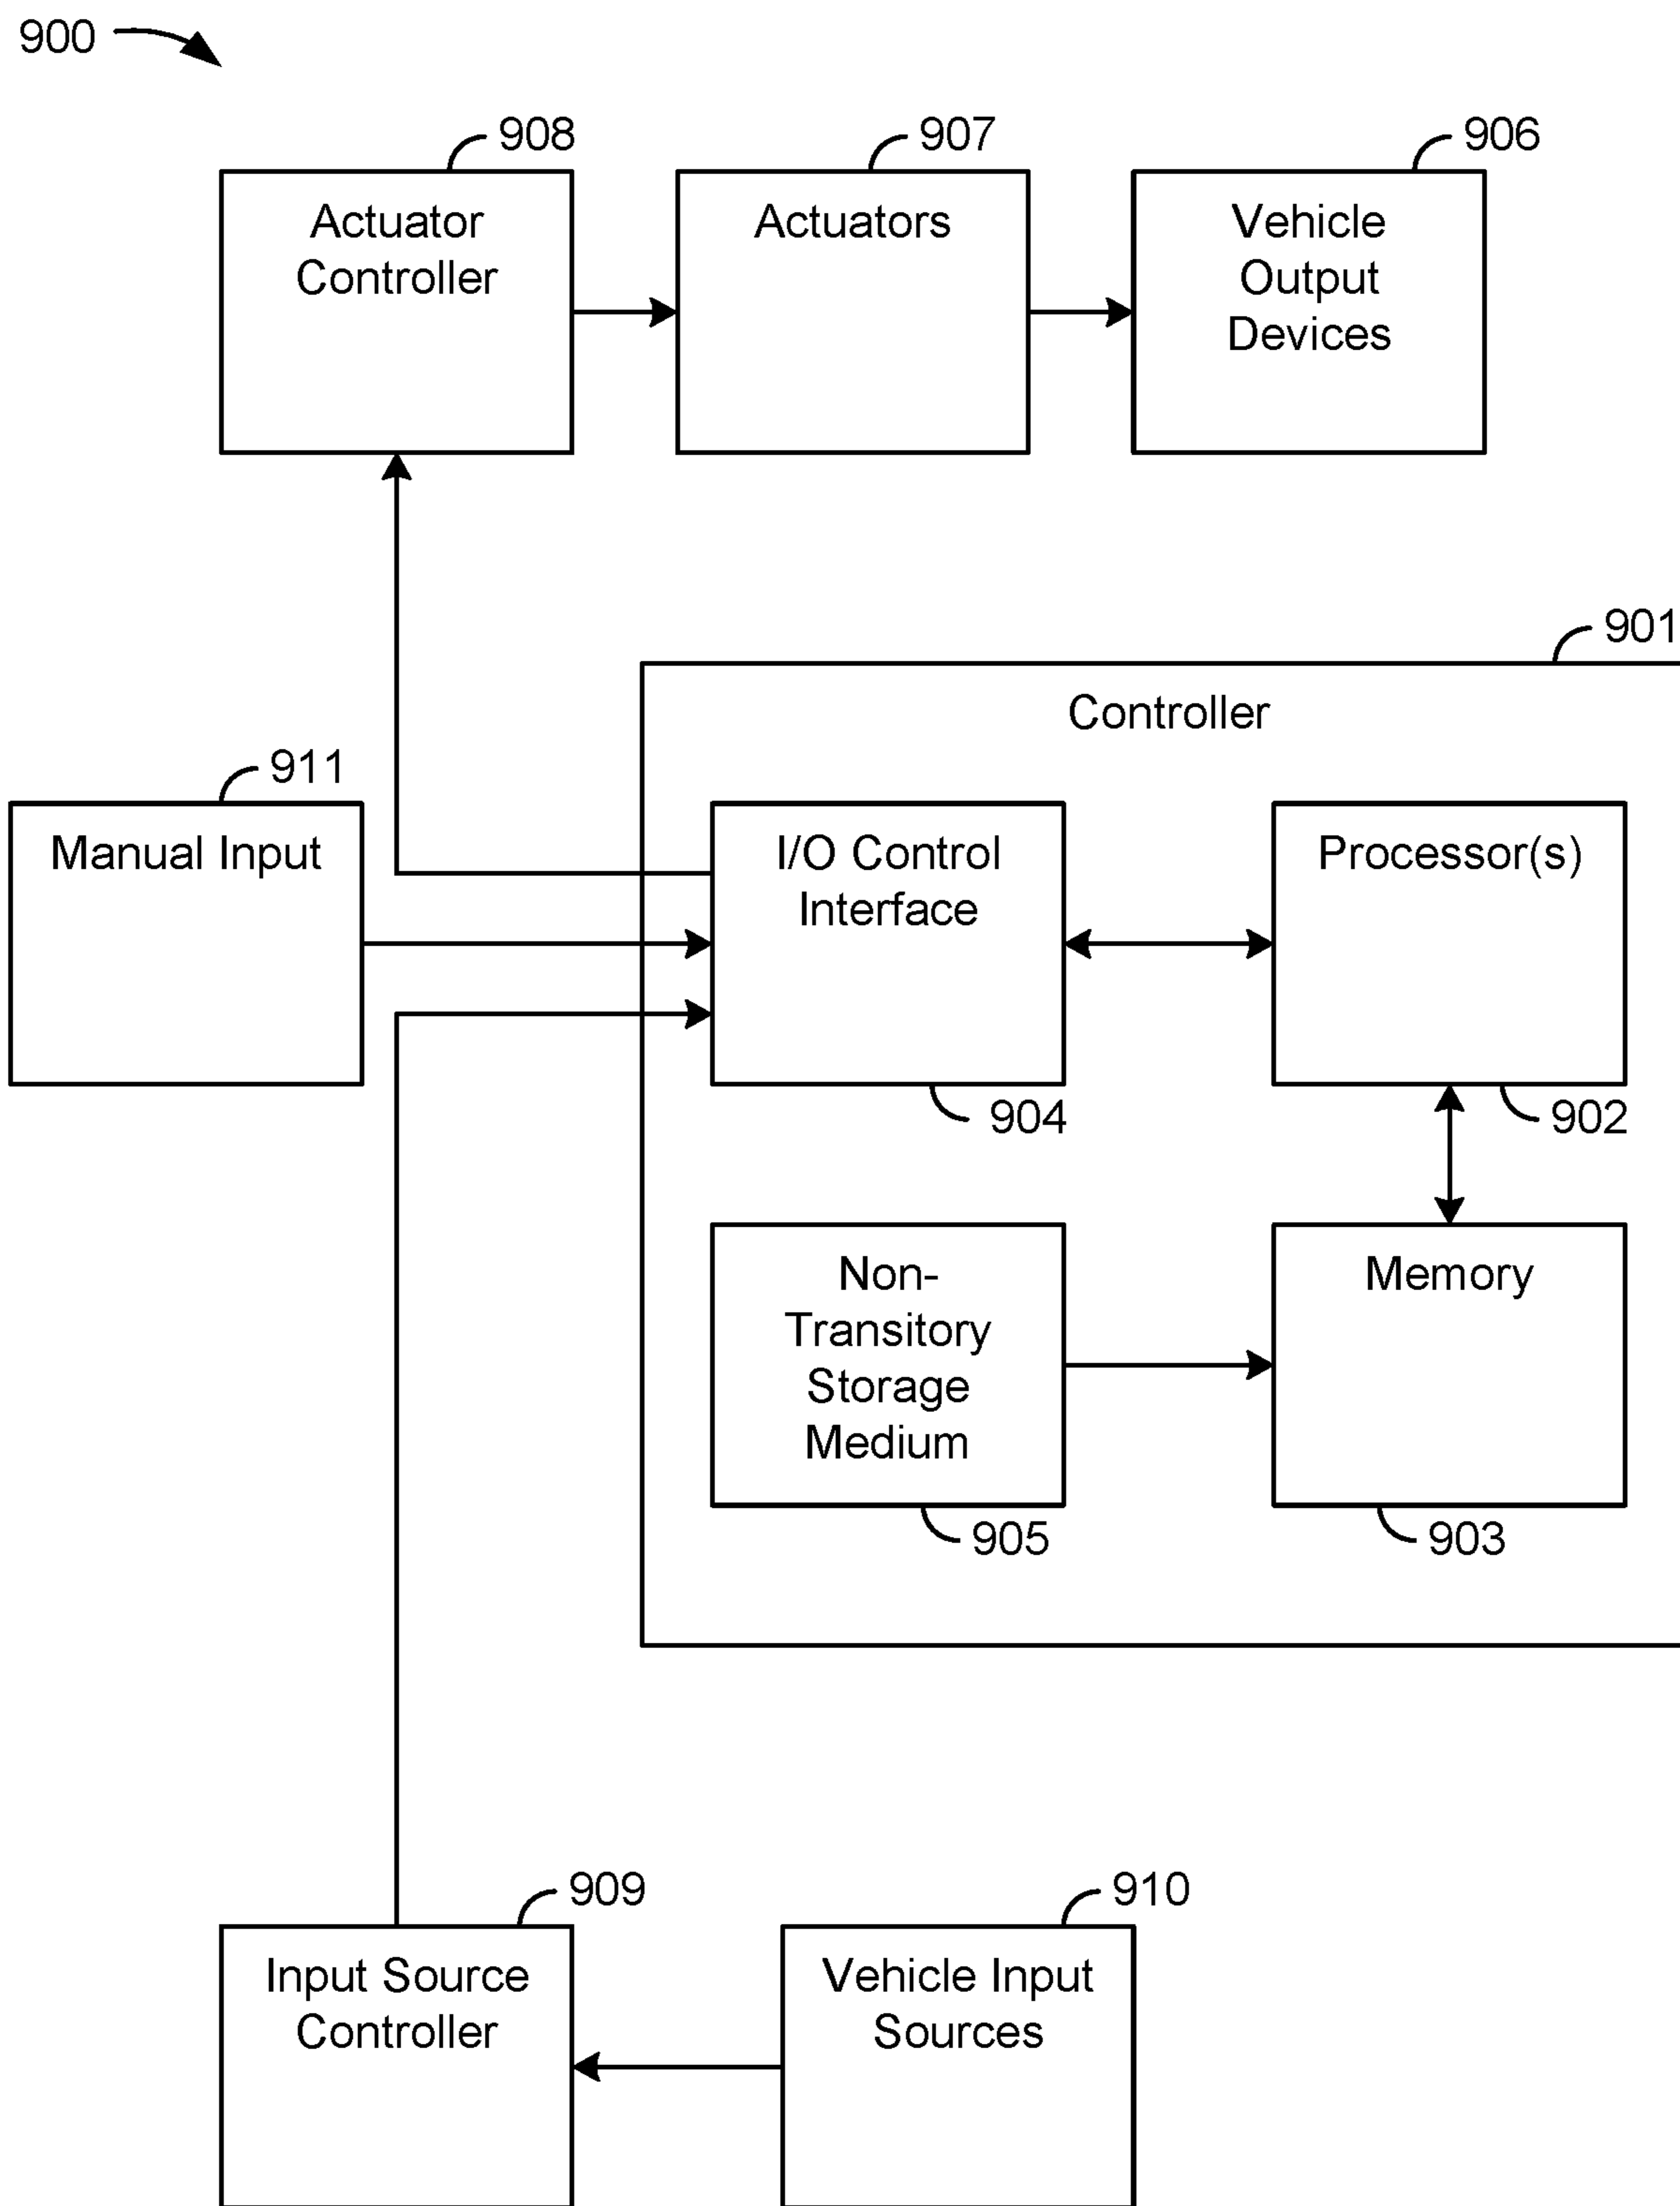 900
908
907
906
Actuator
Controller
Actuators
Vehicle
Output
Devices
901
Controller
911
Manual Input
I/O Control
Interface
Processor(s)
904
902
Non-
Transitory
Storage
Medium
Memory
905
903
909
910
Input Source
Controller
Vehicle Input
Sources